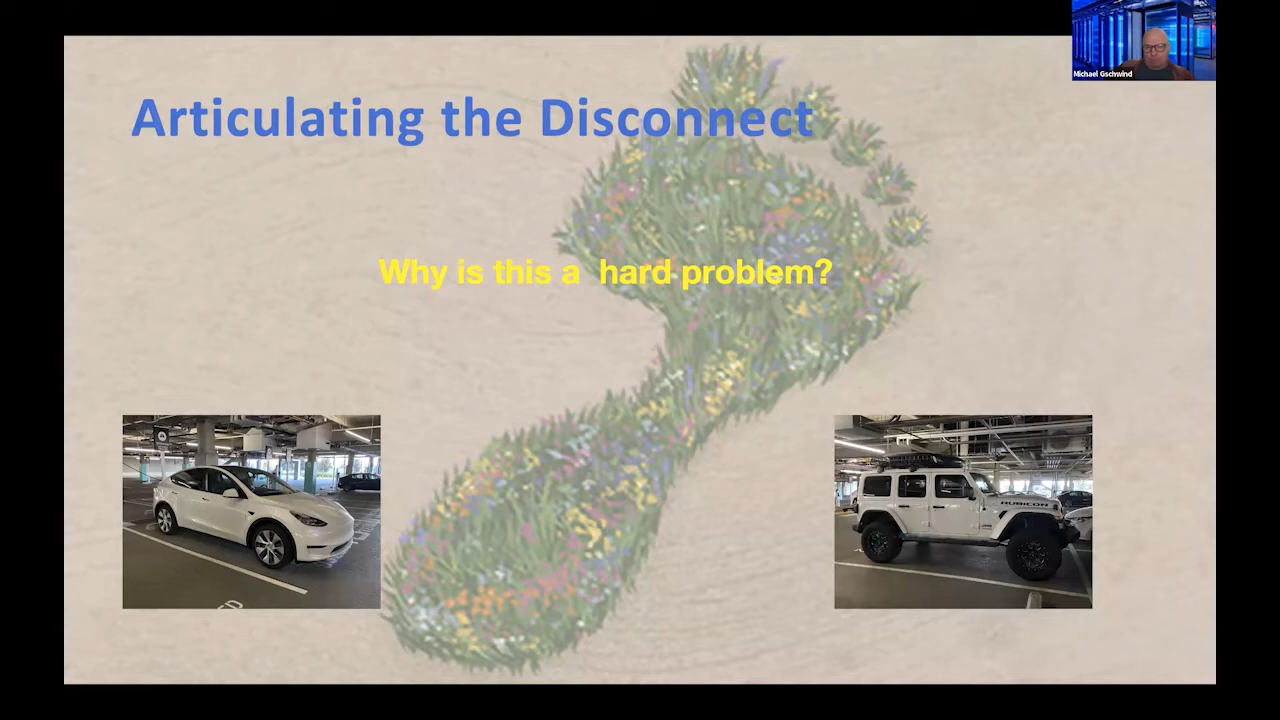 Michael Gschwind
Articulating the Disconnect
Why is this a  hard problem?
RUBICON